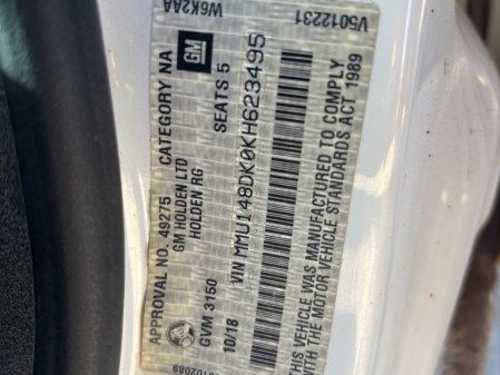 W6K2AA V5012231
APPROVAL NO. 49275 CATEGORY NA
GM HOLDEN LTD
HOLDEN RG
GM
GVM 3150 SEATS 5
10/18
VIN MMU148DK0KH623495
THIS VEHICLE WAS MANUFACTURED TO COMPLY
WITH THE MOTOR VEHICLE STANDARDS ACT 1989